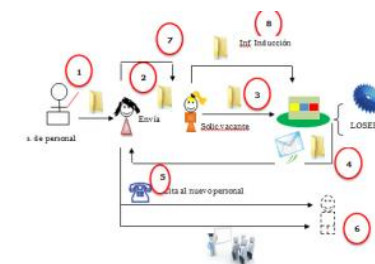 8
7
Inf. Inducción
1
2
3
Envía
Solic.vacante
LOSEP
s. de personal
4
5
ita al nuevo personal
6